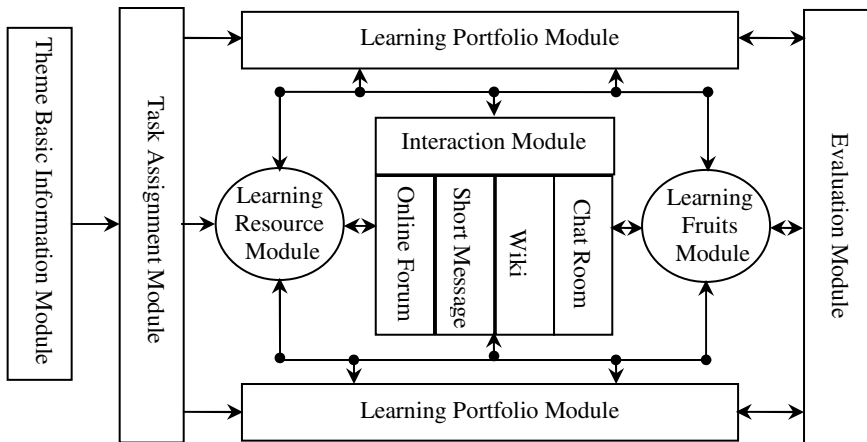 Theme Basic Information Module
Task Assignment Module
Learning Portfolio Module
Interaction Module
Learning
Resource
Module
Online Forum
Short Message
Wiki
Chat Room
Learning
Fruits
Module
Evaluation Module
Learning Portfolio Module